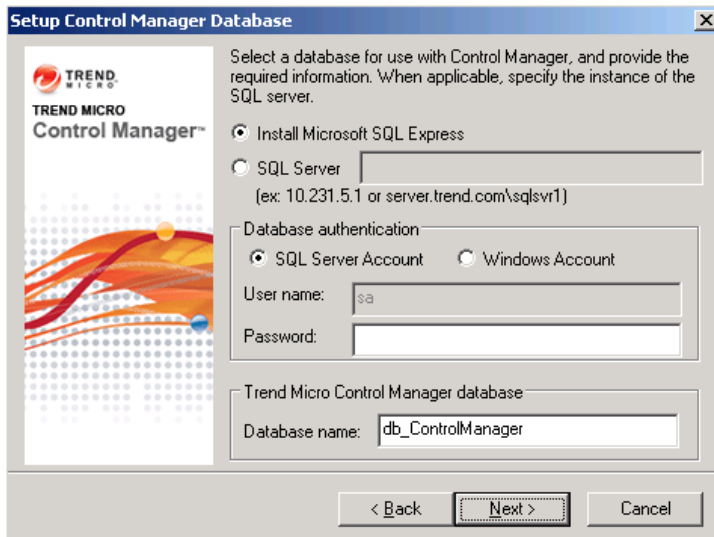 Setup Control Manager Database
TREND
MICRO
TREND MICRO
Control Manager™
Select a database for use with Control Manager, and provide the
required information. When applicable, specify the instance of the
SQL server.
Install Microsoft SQL Express
SQL Server
(ex: 10.231.5.1 or server.trend.com\sqlsvr1)
Database authentication
SQL Server Account
Windows Account
User name:
sa
Password:
Trend Micro Control Manager database
Database name:
db_ControlManager
< Back
Next >
Cancel